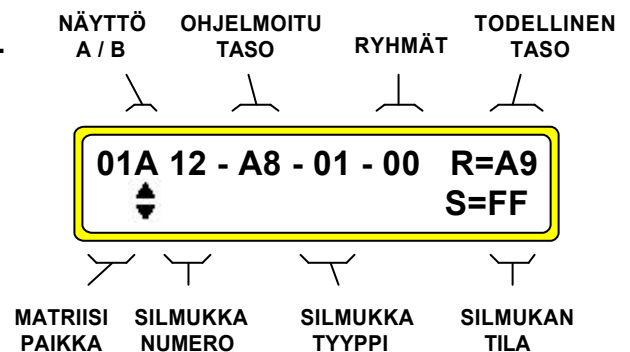 NÄYTTÖ
A / B
OHJELMOITU
TASO
RYHMÄT
TODELLINEN
TASO
01A 12 - A8 - 01 - 00 R=A9
S=FF
MATRIISI
PAIKKA
SILMUKKA
NUMERO
SILMUKKA
TYYPPI
SILMUKAN
TILA